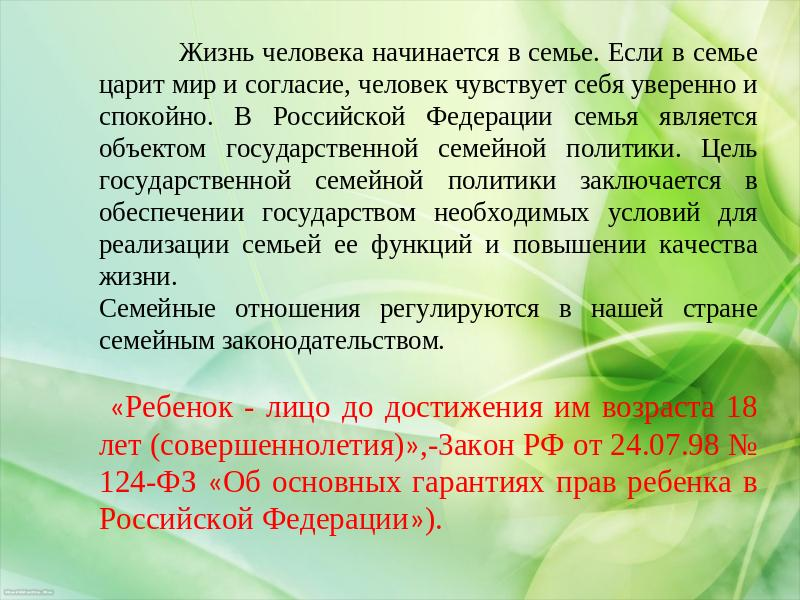 Жизнь человека начинается в семье. Если в семье
царит мир и согласие, человек чувствует себя уверенно и
спокойно. В Российской Федерации семья является
объектом государственной семейной политики. Цель
государственной семейной политики заключается в
обеспечении государством необходимых условий для
реализации семьей ее функций и повышении качества
жизни.
Семейные отношения регулируются в нашей стране
семейным законодательством.
«Ребенок - лицо до достижения им возраста 18
лет (совершеннолетия)»,-Закон РФ от 24.07.98 №
124-ФЗ «Об основных гарантиях прав ребенка в
Российской Федерации»).